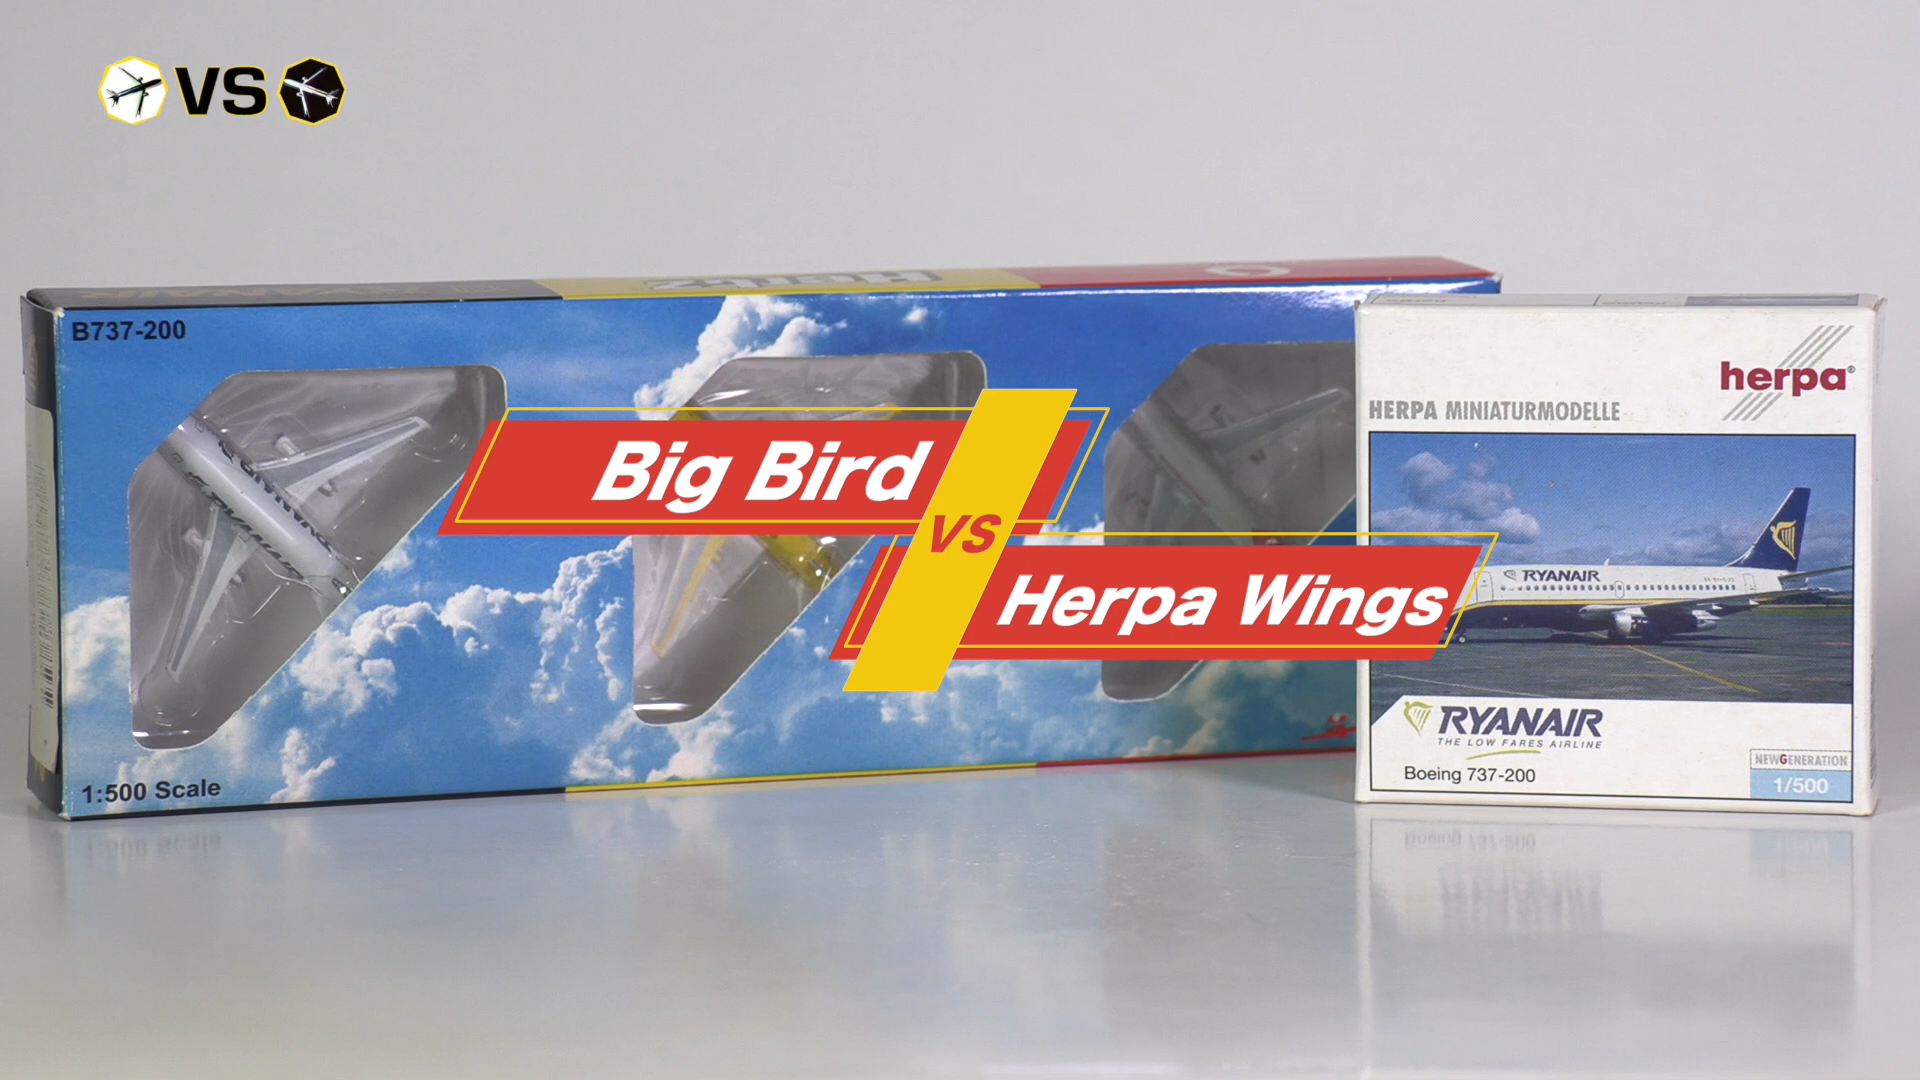 VS
B737-200
Hertz
Big Bird
VS
Herpa Wings
1:500 Scale
herpa®
HERPA MINIATURMODELLE
RYANAIR
RYANAIR
THE LOW FARES AIRLINE
Boeing 737-200
NEWGENERATION
1/500